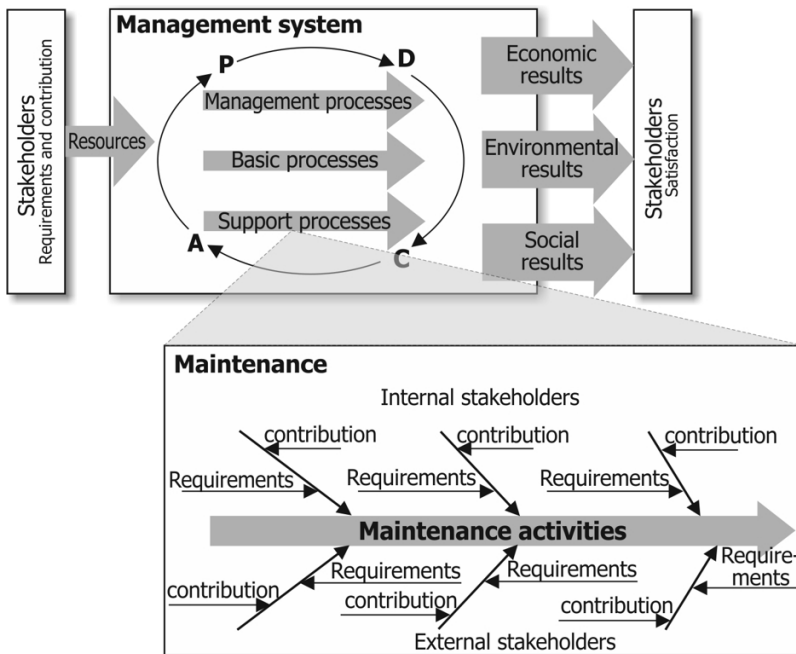 Stakeholders
Requirements and contribution
Resources
Management system
P
D
Management processes
Basic processes
Support processes
A
C
Economic
results
Environmental
results
Social
results
Stakeholders
Satisfaction
Maintenance
Internal stakeholders
contribution
contribution
contribution
Requirements
Requirements
Requirements
Maintenance activities
Require-
ments
Requirements
Requirements
contribution
contribution
contribution
External stakeholders